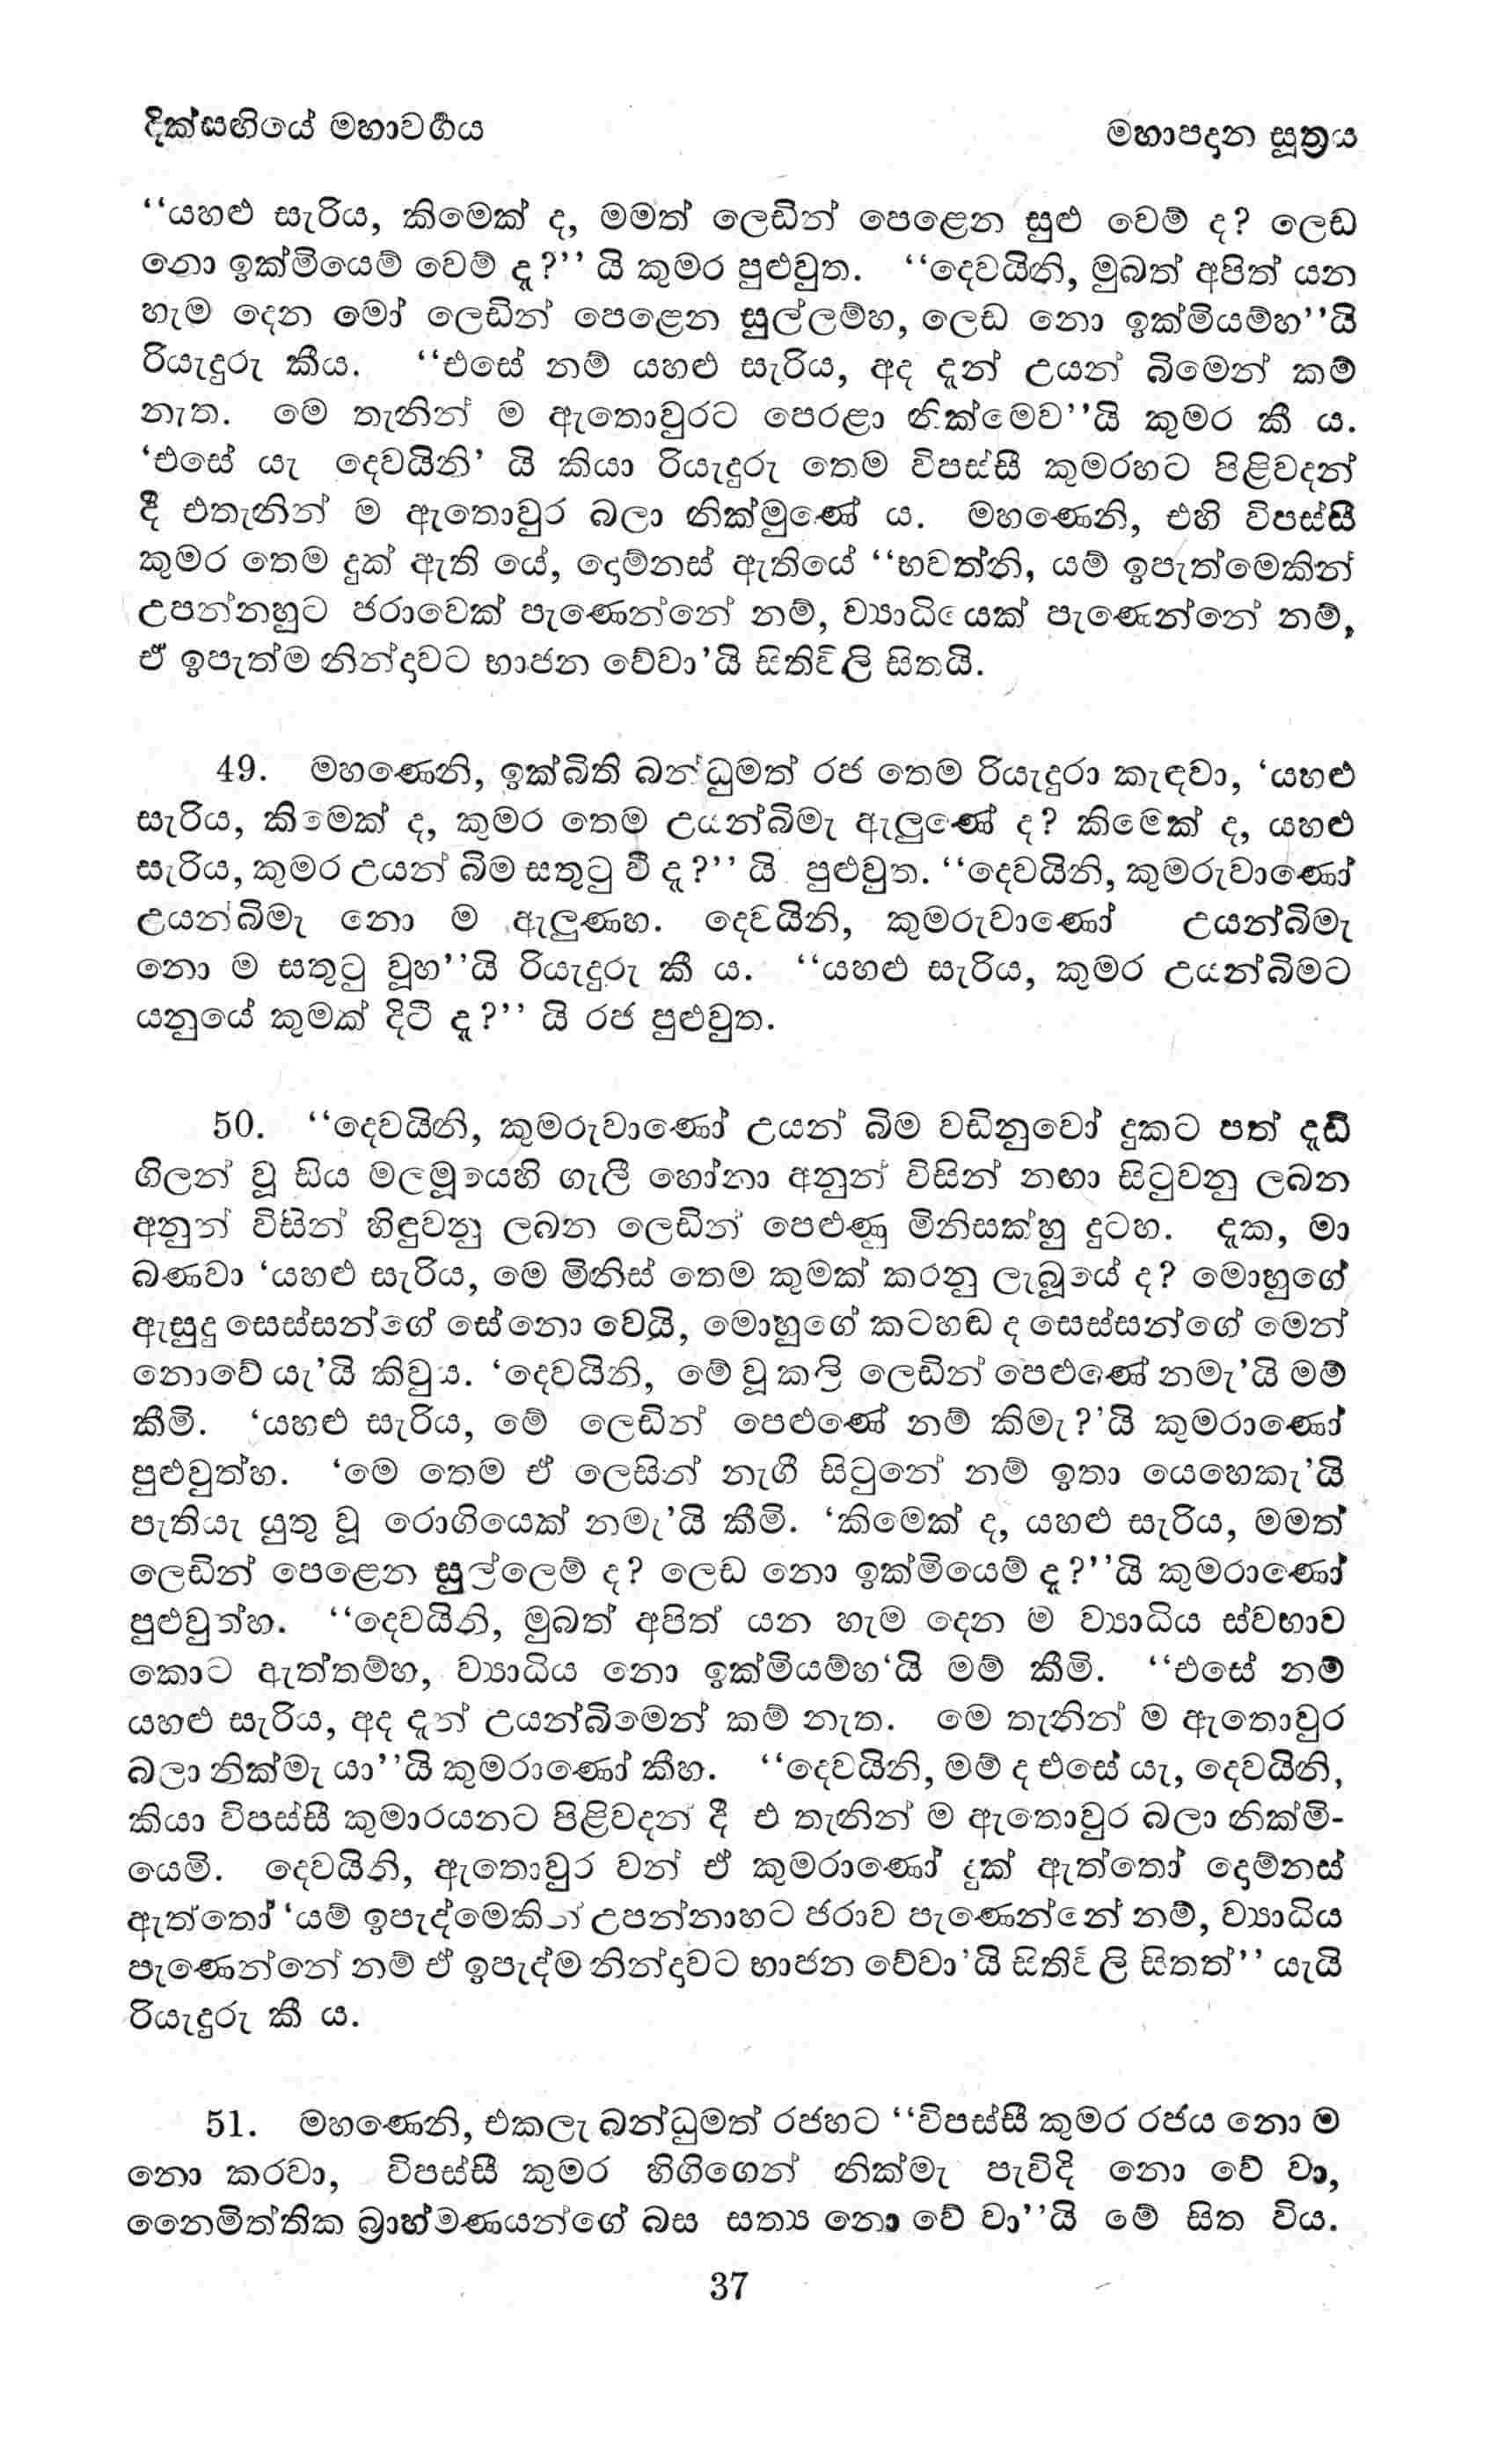 දික්සඟියේ මහාවර්‍ගය
මහාපදාන සූත්‍රය
“යහළු සැරිය, කිමෙක් ද, මමත් ලෙඩින් පෙළෙන සුළු වෙම් ද? ලෙඩ
නො ඉක්මියෙම් වෙම් දැ?” යි කුමර පුළුවුත. “දෙවයිනි, මුබත් අපිත් යන
හැම දෙන මෝ ලෙඩින් පෙළෙන සුල්ලම්හ, ලෙඩ නො ඉක්මියම්හ”යි
රියැදුරු කීය. “එසේ නම් යහළු සැරිය, අද දැන් උයන් බිමෙන් කම්
නැත. මෙ තැනින් ම ඇතොවුරට පෙරළා නික්මෙව”යි කුමර කී ය.
‘එසේ යැ දෙවයිනි’ යි කියා රියැදුරු තෙම විපස්සී කුමරහට පිළිවදන්
දී එතැනින් ම ඇතොවුර බලා නික්මුණේ ය. මහණෙනි, එහි විපස්සී
කුමර තෙම දුක් ඇති යේ, දොම්නස් ඇතියේ “භවත්නි, යම් ඉපැත්මෙකින්
උපන්නහුට ජරාවෙක් පැණෙන්නේ නම්, ව්‍යාධියෙක් පැණෙන්නේ නම්,
ඒ ඉපැත්ම නින්දාවට භාජන වේවා’යි සිතිවිලි සිතයි.
49. මහණෙනි, ඉක්බිති බන්ධුමත් රජ තෙම රියැදුරා කැඳවා, ‘යහළු
සැරිය, කිමෙක් ද, කුමර තෙම උයන්බිමැ ඇලුණේ ද? කිමෙක් ද, යහළු
සැරිය, කුමර උයන් බිම සතුටු වී දැ?” යි පුළුවුත. “දෙවයිනි, කුමරුවාණෝ
උයන්බිමැ නො ම ඇලුණහ. දෙවයිනි, කුමරුවාණෝ උයන්බිමැ
නො ම සතුටු වූහ”යි රියැදුරු කී ය. “යහළු සැරිය, කුමර උයන්බිමට
යනුයේ කුමක් දිටී දැ?” යි රජ පුළුවුත.
50. “දෙවයිනි, කුමරුවාණෝ උයන් බිම වඩිනුවෝ දුකට පත් දැඩි
ගිලන් වූ සිය මලමූයෙහි ගැලී හෝනා අනුන් විසින් නඟා සිටුවනු ලබන
අනුන් විසින් හිඳුවනු ලබන ලෙඩින් පෙළුණු මිනිසක්හු දුටහ. දැක, මා
බණවා ‘යහළු සැරිය, මෙ මිනිස් තෙම කුමක් කරනු ලැබූයේ ද? මොහුගේ
ඇසුදු සෙස්සන්ගේ සේ නො වෙයි, මොහුගේ කටහඬ ද සෙස්සන්ගේ මෙන්
නොවේ යැ’යි කිවුය. ‘දෙවයිනි, මේ වූ කලි ලෙඩින් පෙළුණේ නමැ’යි මම්
කීමි. ‘යහළු සැරිය, මේ ලෙඩින් පෙළුණේ නම් කිමැ?’යි කුමරාණෝ
පුළුවුත්හ. ‘මෙ තෙම ඒ ලෙසින් නැගී සිටුනේ නම් ඉතා යෙහෙකැ’යි
පැතියැ යුතු වූ රොගියෙක් නමැ’යි කීමි. ‘කිමෙක් ද, යහළු සැරිය, මමත්
ලෙඩින් පෙළෙන සුල්ලෙම් ද? ලෙඩ නො ඉක්මියෙම් දැ?”යි කුමරාණෝ
පුළුවුත්හ. “දෙවයිනි, මුබත් අපිත් යන හැම දෙන ම ව්‍යාධිය ස්වභාව
කොට ඇත්තම්හ, ව්‍යාධිය නො ඉක්මියම්හ‘යි මම් කීමි. “එසේ නම්
යහළු සැරිය, අද දැන් උයන්බිමෙන් කම් නැත. මෙ තැනින් ම ඇතොවුර
බලා නික්මැ යා”යි කුමරාණෝ කීහ. “දෙවයිනි, මම් ද එසේ යැ, දෙවයිනි,
කියා විපස්සී කුමාරයනට පිළිවදන් දී එ තැනින් ම ඇතොවුර බලා නික්මි-
යෙමි. දෙවයිනි, ඇතොවුර වන් ඒ කුමරාණෝ දුක් ඇත්තෝ දොම්නස්
ඇත්තෝ ‘යම් ඉපැද්මෙකින් උපන්නාහට ජරාව පැණෙන්නේ නම්, ව්‍යාධිය
පැණෙන්නේ නම් ඒ ඉපැද්ම නින්දාවට භාජන වේවා’යි සිතිවිලි සිතත්” යැයි
රියැදුරු කී ය.
51. මහණෙනි, එකලැ බන්ධුමත් රජහට “විපස්සී කුමර රජය නො ම
නො කරවා, විපස්සී කුමර හිගිගෙන් නික්මැ පැවිදි නො වේ වා,
නෛමිත්තික බ්‍රාහ්මණයන්ගේ බස සත්‍ය නො වේ වා”යි මේ සිත විය.
37